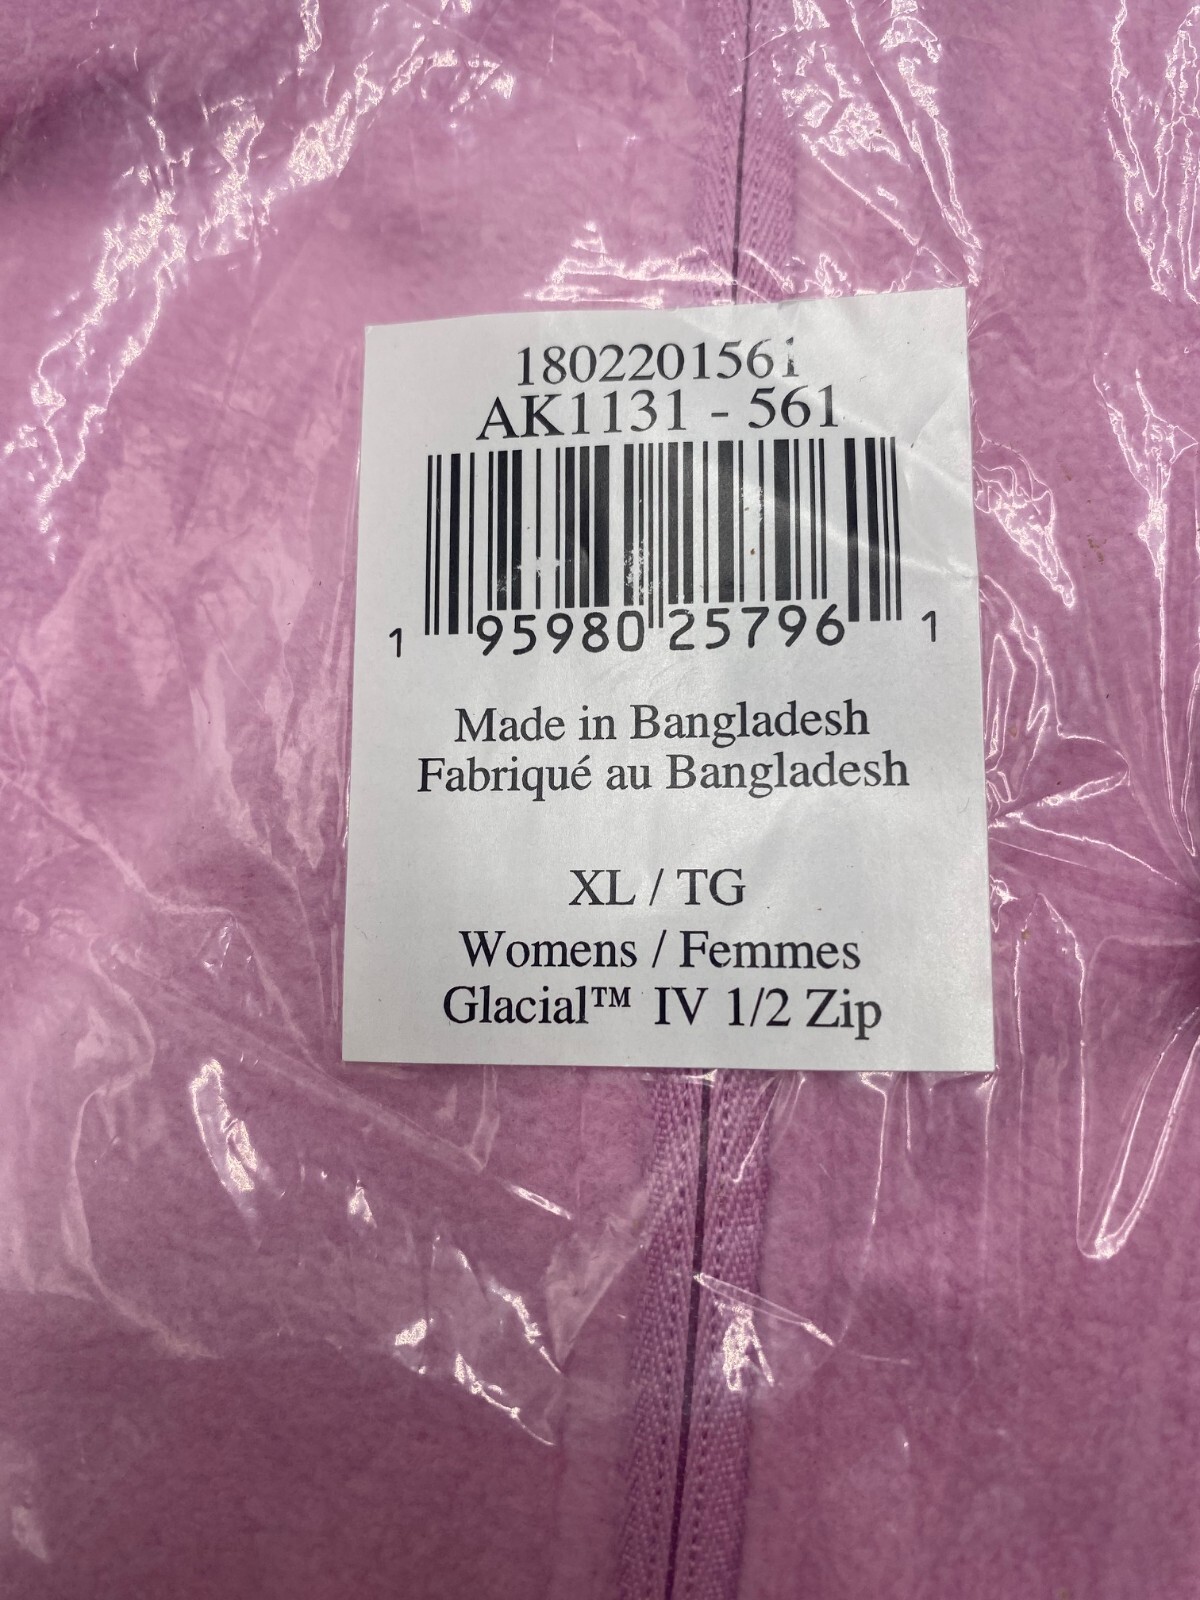 1802201561
AK1131 - 561
1 95980 25796 1
Made in Bangladesh
Fabriqué au Bangladesh
XL / TG
Womens / Femmes
Glacial™ IV 1/2 Zip